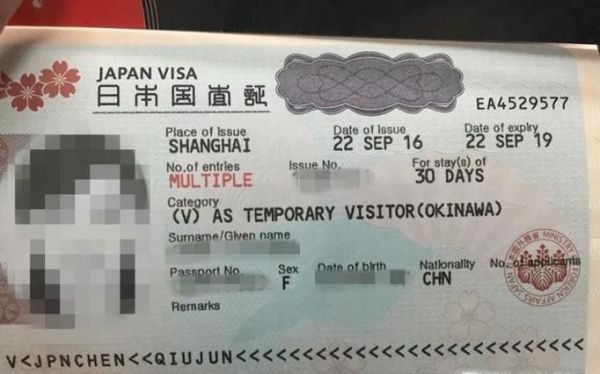 JAPAN VISA
日本国査証
EA4529577
Place of Issue
SHANGHAI
Date of Issue
22 SEP 16
Date of expiry
22 SEP 19
No.of entries
MULTIPLE
Issue No.
For stay(s) of
30 DAYS
Category
(V) AS TEMPORARY VISITOR(OKINAWA)
Surname/Given name
Passport No.
Sex
F
Date of birth
Nationality
CHN
No. of applicants
Remarks
V<JPNCHEN<<QIUJUN<<<<<<<<<<<<<<<<<<<<<<<<<<<